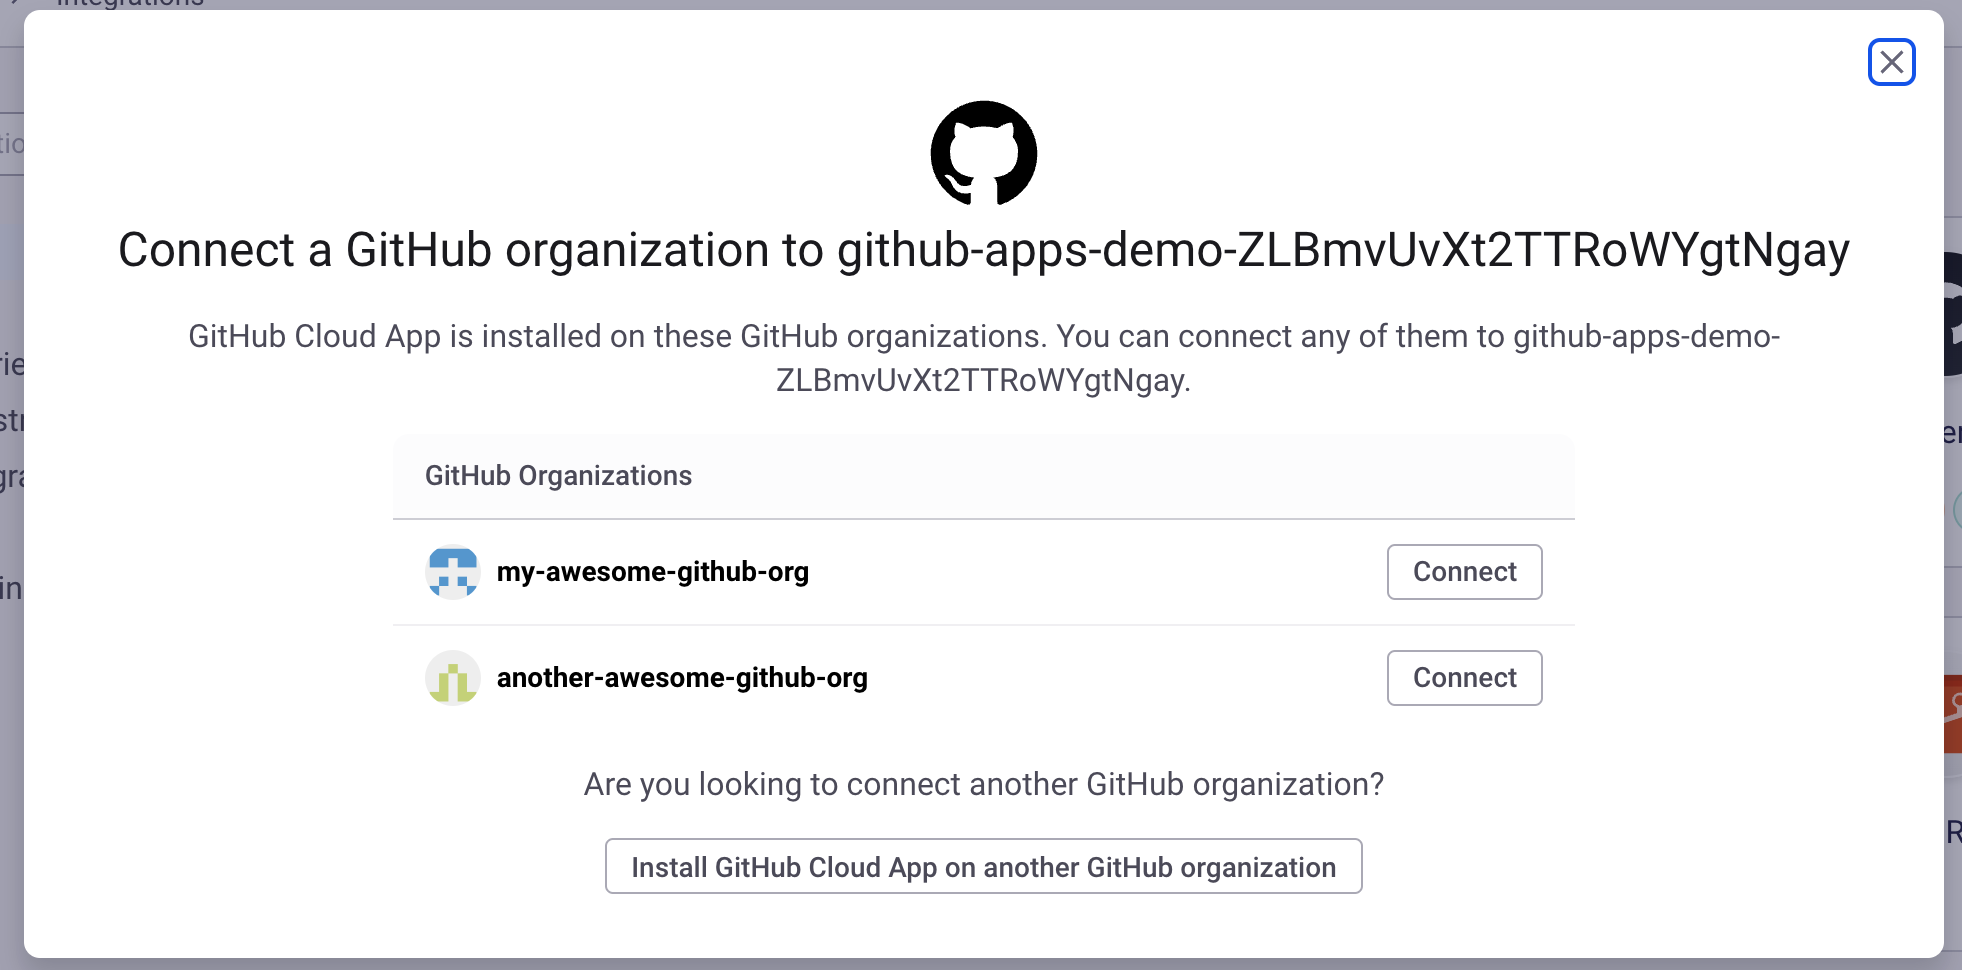 Integrations
Connect a GitHub organization to github-apps-demo-ZLBmvUvXt2TTRoWYgtNgay
GitHub Cloud App is installed on these GitHub organizations. You can connect any of them to github-apps-demo-
ZLBmvUvXt2TTRoWYgtNgay.
GitHub Organizations
my-awesome-github-org Connect
another-awesome-github-org Connect
Are you looking to connect another GitHub organization?
Install GitHub Cloud App on another GitHub organization